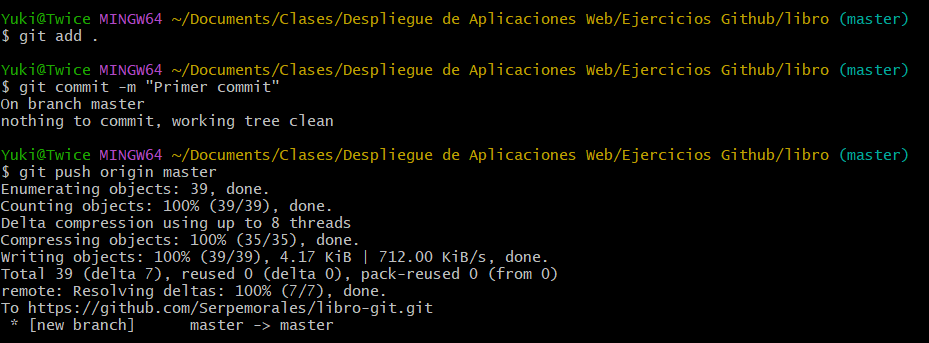 Yuki@Twice MINGW64 ~/Documents/Clases/Despliegue de Aplicaciones Web/Ejercicios Github/libro (master)
$ git add .
Yuki@Twice MINGW64 ~/Documents/Clases/Despliegue de Aplicaciones Web/Ejercicios Github/libro (master)
$ git commit -m "Primer commit"
On branch master
nothing to commit, working tree clean
Yuki@Twice MINGW64 ~/Documents/Clases/Despliegue de Aplicaciones Web/Ejercicios Github/libro (master)
$ git push origin master
Enumerating objects: 39, done.
Counting objects: 100% (39/39), done.
Delta compression using up to 8 threads
Compressing objects: 100% (35/35), done.
Writing objects: 100% (39/39), 4.17 KiB | 712.00 KiB/s, done.
Total 39 (delta 7), reused 0 (delta 0), pack-reused 0 (from 0)
remote: Resolving deltas: 100% (7/7), done.
To https://github.com/Serpemorales/libro-git.git
 * [new branch]      master -> master